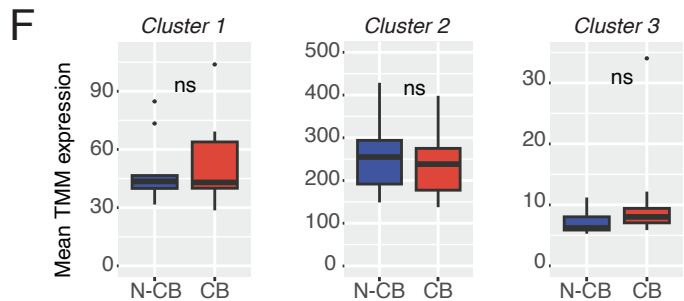 F
Cluster 1
Cluster 2
Cluster 3
Mean TMM expression
90
60
30
0
ns
N-CB
CB
500
400
300
200
100
0
ns
N-CB
CB
30
20
10
0
ns
N-CB
CB